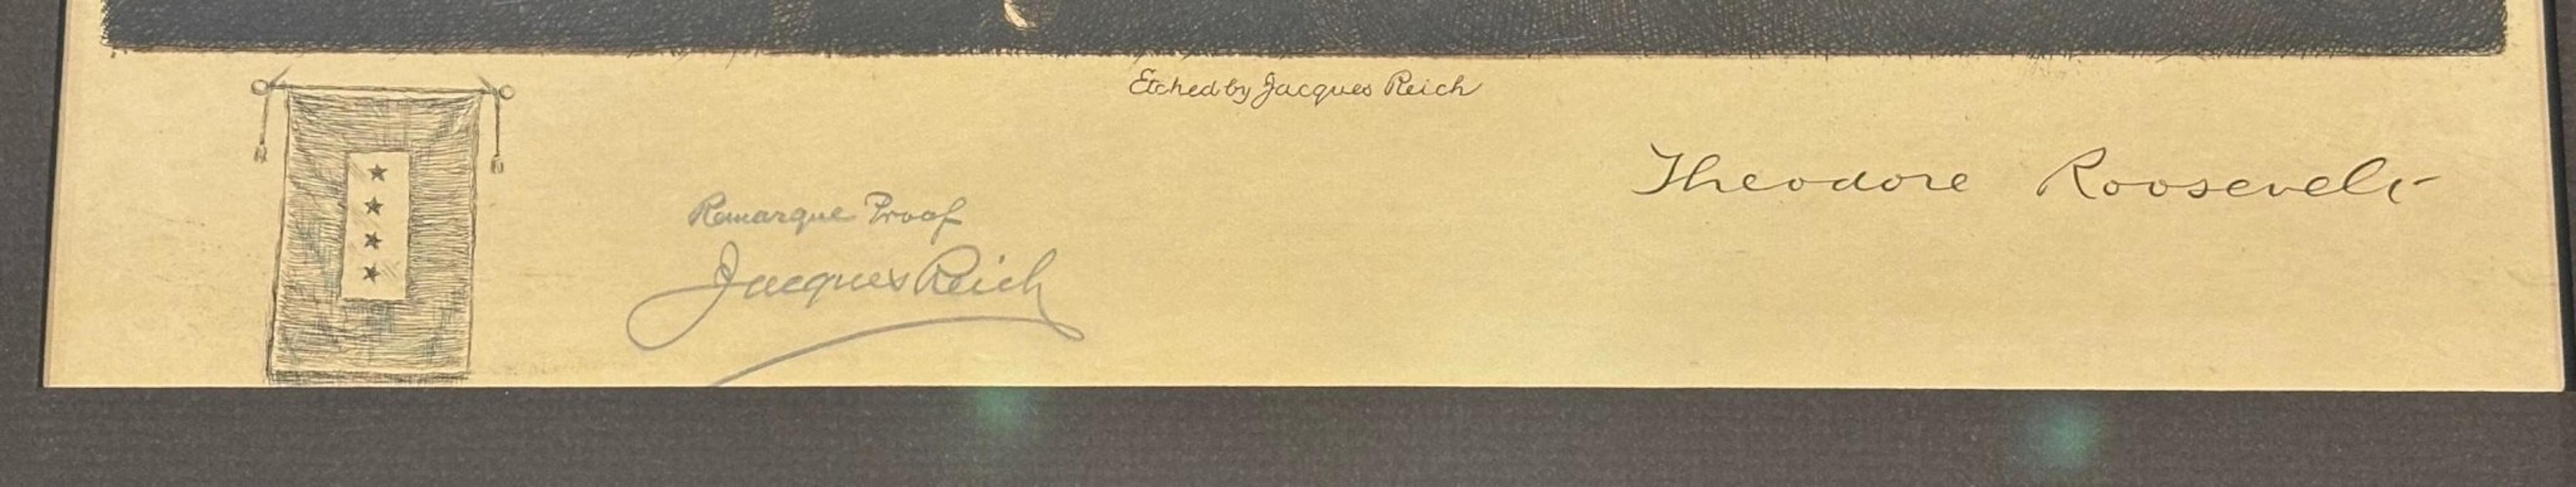 Etched by Jacques Reich
Theodore Roosevelt
Remarque Proof
Jacques Reich